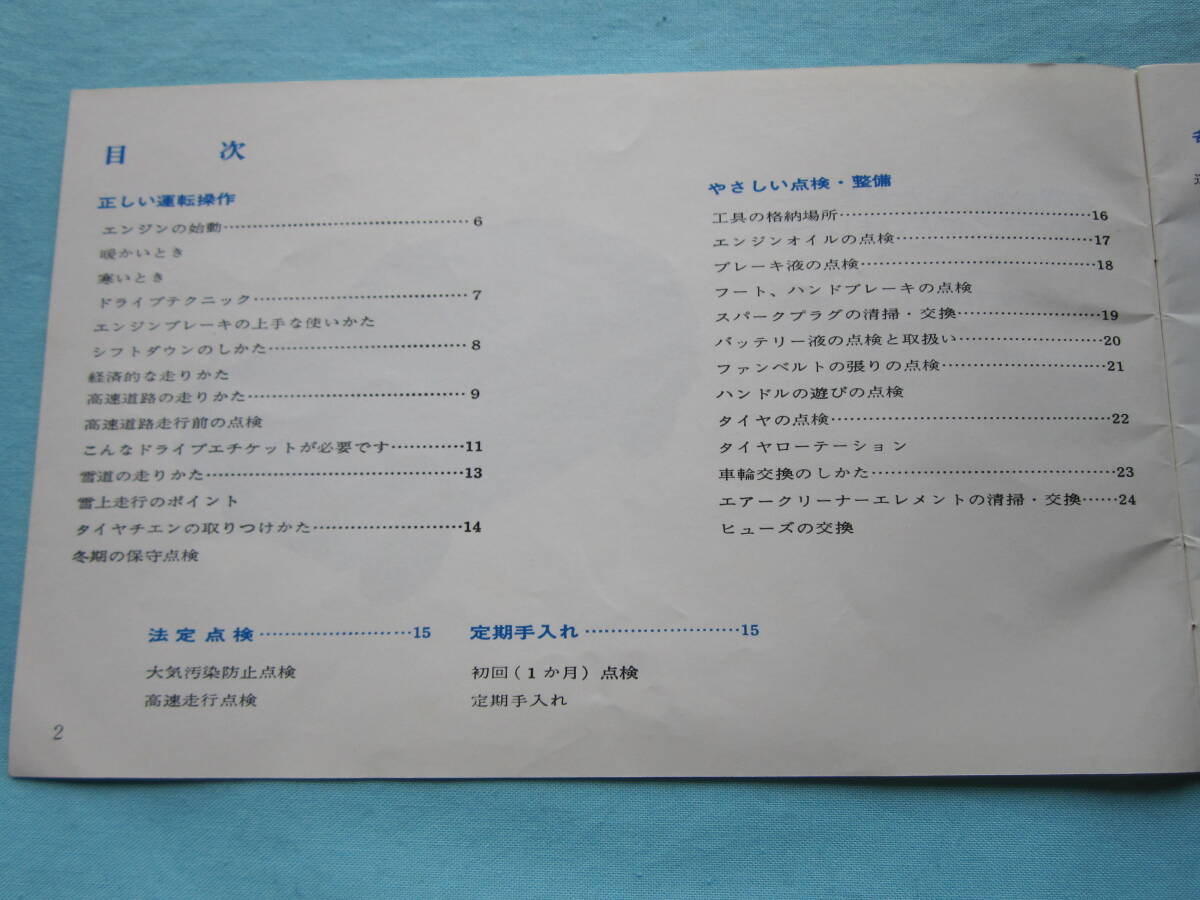 目 次
正しい運転操作
エンジンの始動……………………………………6
暖かいとき
寒いとき
ドライブテクニック………………………………7
エンジンブレーキの上手な使いかた
シフトダウンのしかた……………………………8
経済的な走りかた
高速道路の走りかた………………………………9
高速道路走行前の点検
こんなドライブエチケットが必要です…………11
雪道の走りかた……………………………………13
雪上走行のポイント
タイヤチエンの取りつけかた……………………14
冬期の保守点検
やさしい点検・整備
工具の格納場所……………………………………16
エンジンオイルの点検……………………………17
ブレーキ液の点検…………………………………18
フート、ハンドブレーキの点検
スパークプラグの清掃・交換……………………19
バッテリー液の点検と取扱い……………………20
ファンベルトの張りの点検………………………21
ハンドルの遊びの点検
タイヤの点検………………………………………22
タイヤローテーション
車輪交換のしかた…………………………………23
エアークリーナーエレメントの清掃・交換……24
ヒューズの交換
法定点検……………………15
大気汚染防止点検
高速走行点検
定期手入れ……………………15
初回(1か月)点検
定期手入れ
2